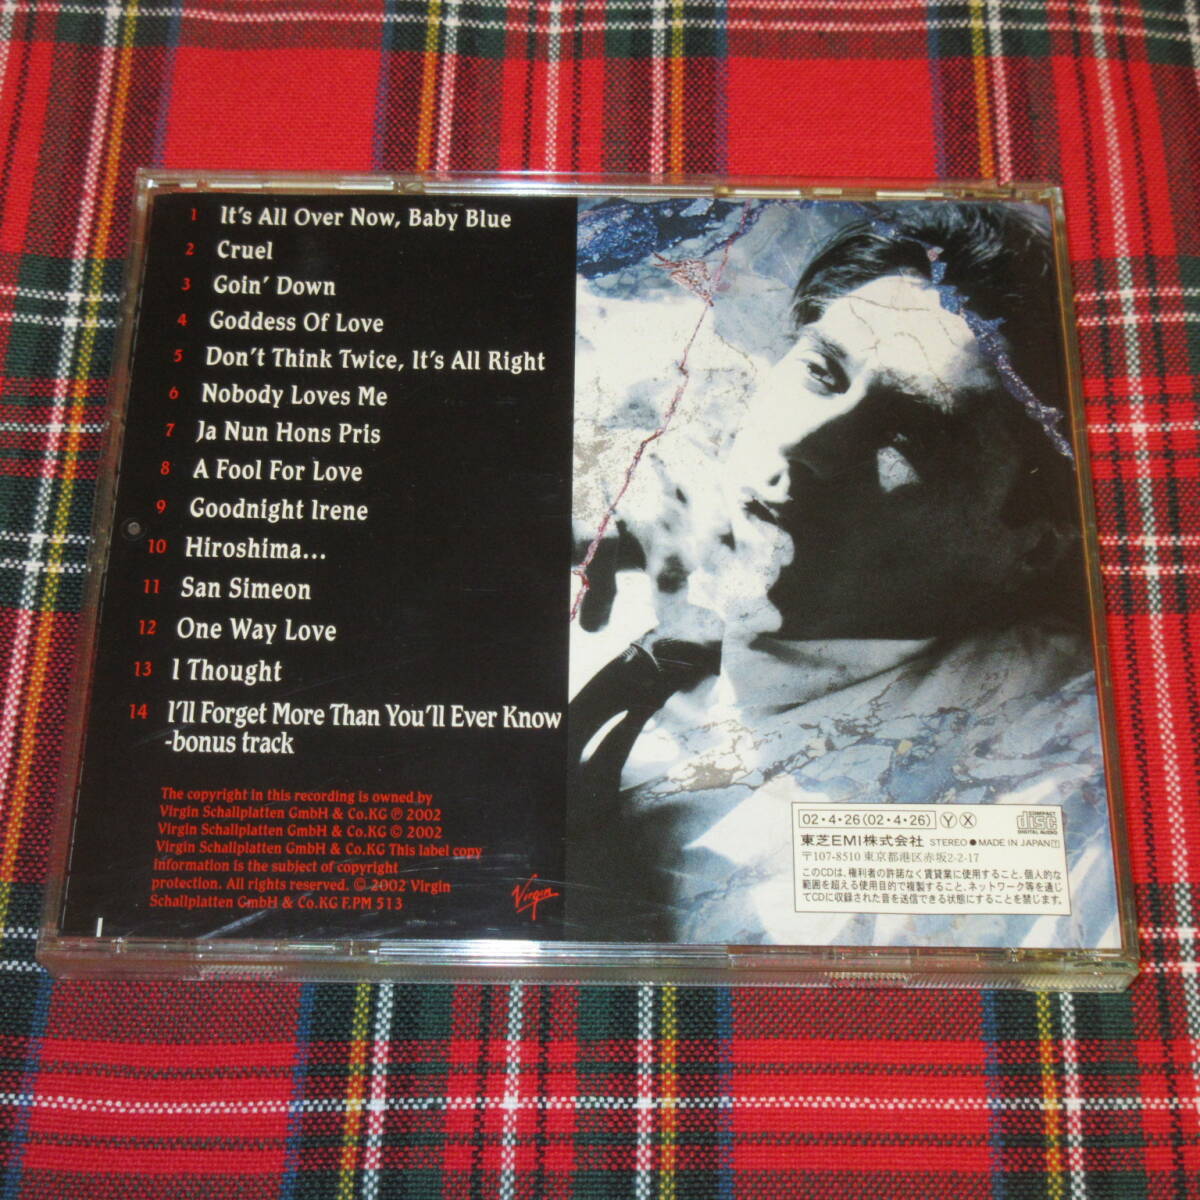 1 It's All Over Now, Baby Blue
2 Cruel
3 Goin' Down
4 Goddess Of Love
5 Don't Think Twice, It's All Right
6 Nobody Loves Me
7 Ja Nun Hons Pris
8 A Fool For Love
9 Goodnight Irene
10 Hiroshima...
11 San Simeon
12 One Way Love
13 I Thought
14 I'll Forget More Than You'll Ever Know
-bonus track
The copyright in this recording is owned by
Virgin Schallplatten GmbH & Co.KG ℗ 2002
Virgin Schallplatten GmbH & Co.KG © 2002
Virgin Schallplatten GmbH & Co.KG This label copy
information is the subject of copyright
protection. All rights reserved. © 2002 Virgin
Schallplatten GmbH & Co.KG F.PM 513
Virgin
02・4・26(02・4・26) Ⓨ Ⓧ
COMPACT
disc
DIGITAL AUDIO
東芝EMI株式会社 STEREO ● MADE IN JAPAN
〒107-8510 東京都港区赤坂2-2-17
このCDは、権利者の許諾なく賃貸業に使用すること、個人的な
範囲を超える使用目的で複製すること、ネットワーク等を通じ
てCDに収録された音を送信できる状態にすることを禁じます。